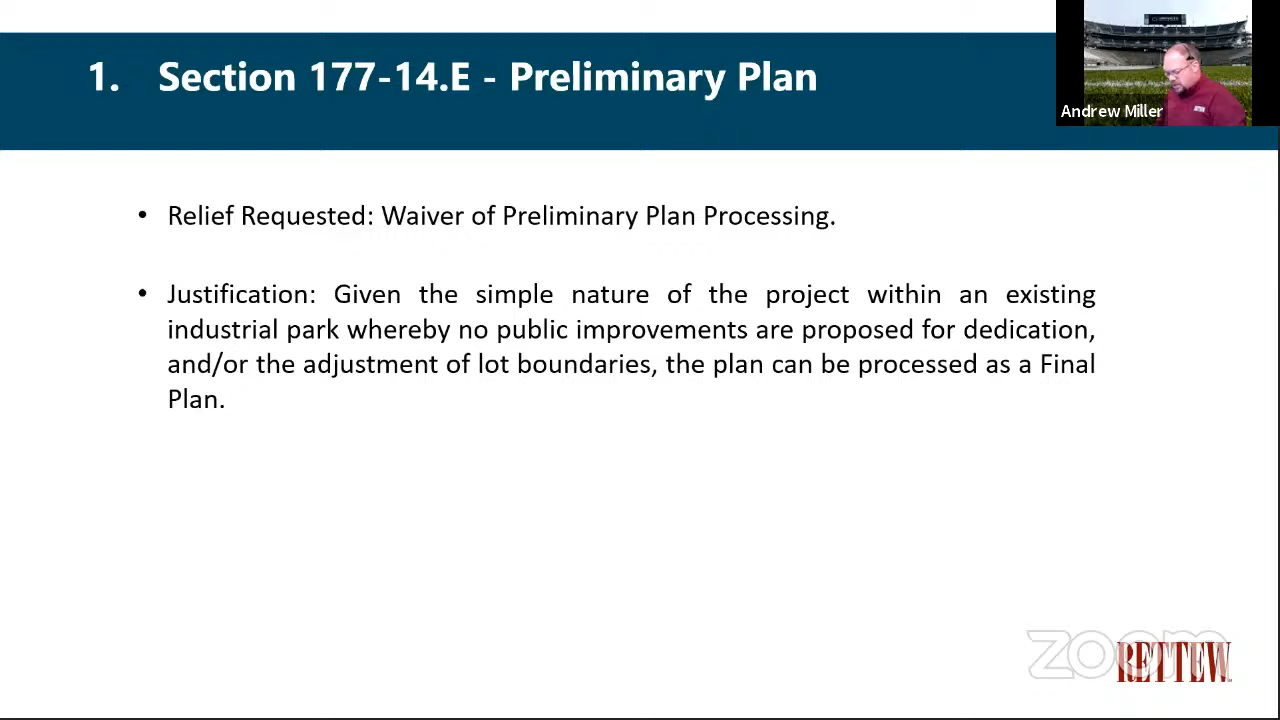 1. Section 177-14.E - Preliminary Plan
Andrew Miller
• Relief Requested: Waiver of Preliminary Plan Processing.
• Justification: Given the simple nature of the project within an existing
industrial park whereby no public improvements are proposed for dedication,
and/or the adjustment of lot boundaries, the plan can be processed as a Final
Plan.
zoom
RETTEW